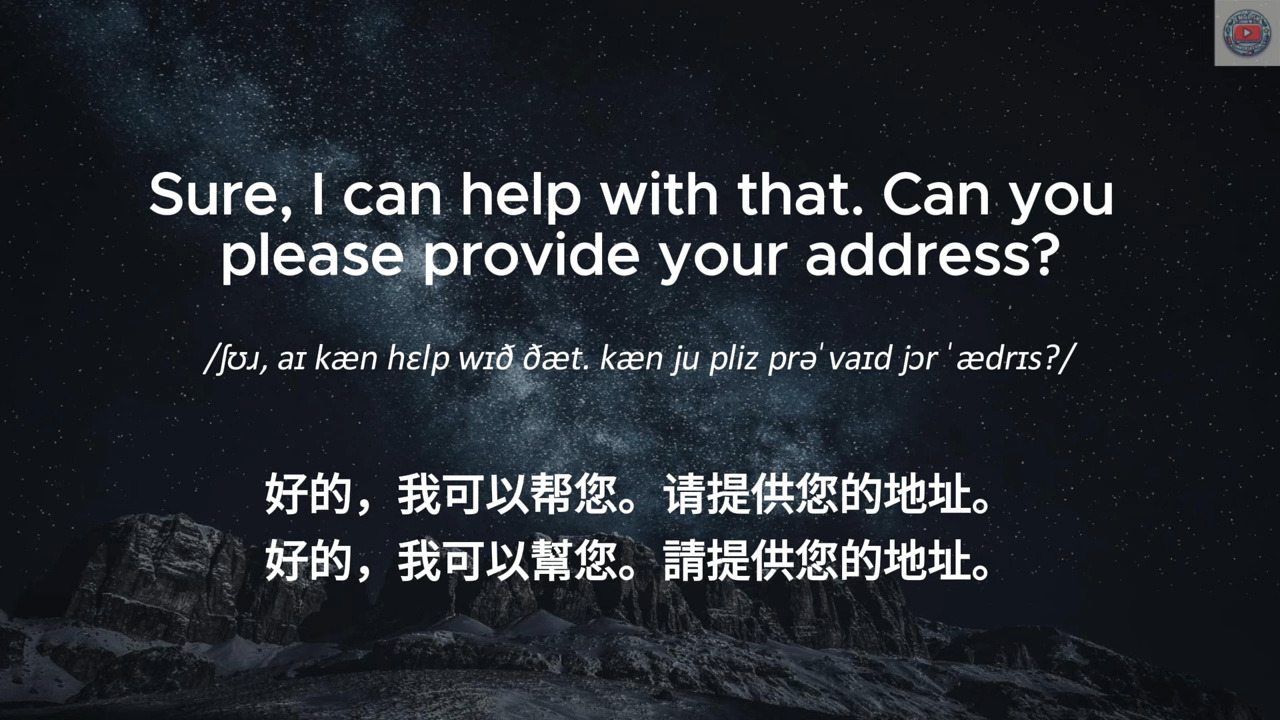 Sure, I can help with that. Can you
please provide your address?
/ʃʊɹ, aɪ kæn hɛlp wɪð ðæt. kæn ju pliz prəˈvaɪd jɔr ˈædrɪs?/
好的，我可以帮您。请提供您的地址。
好的，我可以幫您。請提供您的地址。